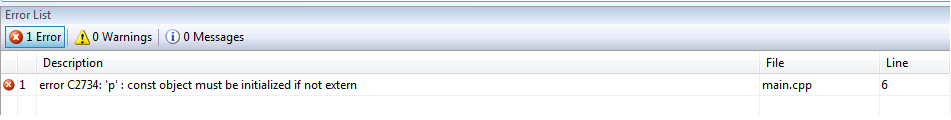 Error List
1 Error 0 Warnings 0 Messages
Description File Line
1 error C2734: 'p' : const object must be initialized if not extern main.cpp 6